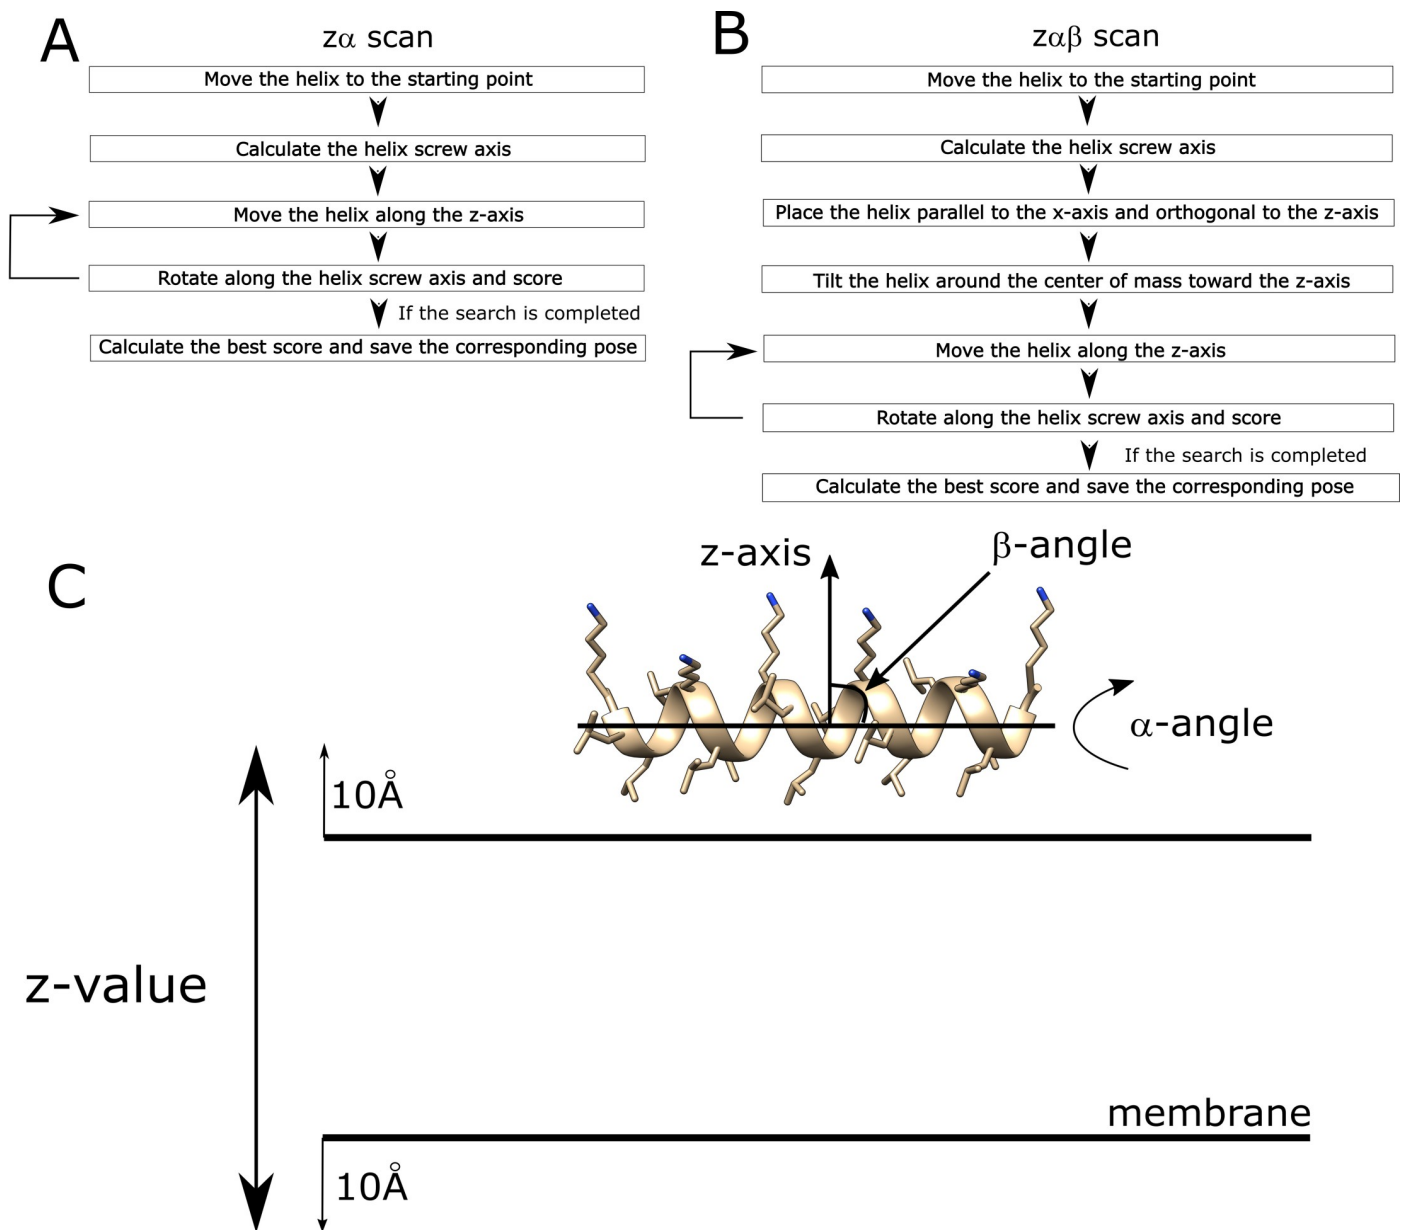 A
zα scan
Move the helix to the starting point
Calculate the helix screw axis
Move the helix along the z-axis
Rotate along the helix screw axis and score
If the search is completed
Calculate the best score and save the corresponding pose
B
zαβ scan
Move the helix to the starting point
Calculate the helix screw axis
Place the helix parallel to the x-axis and orthogonal to the z-axis
Tilt the helix around the center of mass toward the z-axis
Move the helix along the z-axis
Rotate along the helix screw axis and score
If the search is completed
Calculate the best score and save the corresponding pose
C
z-axis
β-angle
α-angle
10Å
z-value
membrane
10Å